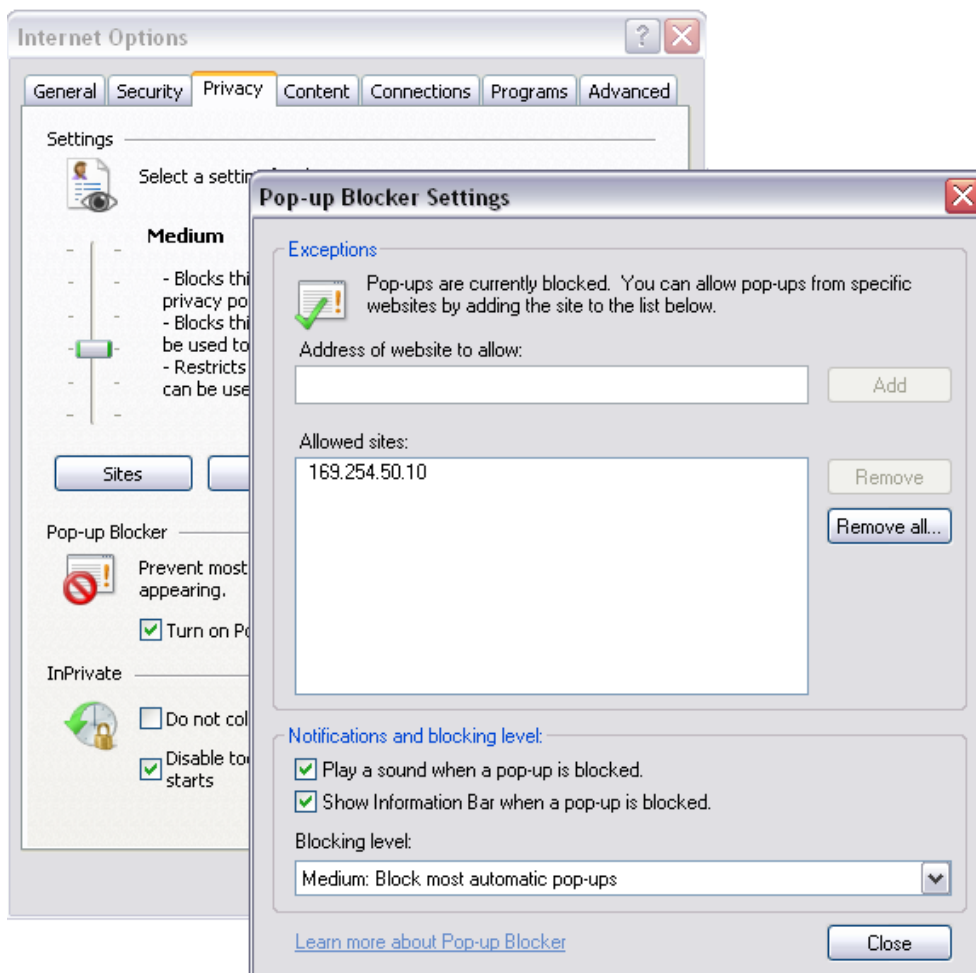 Internet Options
General Security Privacy Content Connections Programs Advanced
Settings
Select a setting
Medium
- Blocks thi
privacy po
- Blocks thi
be used to
- Restricts
can be use
Sites
Pop-up Blocker
Prevent most
appearing.
Turn on Po
InPrivate
Do not col
Disable too
starts
Pop-up Blocker Settings
Exceptions
Pop-ups are currently blocked. You can allow pop-ups from specific
websites by adding the site to the list below.
Address of website to allow:
Add
Allowed sites:
169.254.50.10
Remove
Remove all...
Notifications and blocking level:
Play a sound when a pop-up is blocked.
Show Information Bar when a pop-up is blocked.
Blocking level:
Medium: Block most automatic pop-ups
Learn more about Pop-up Blocker
Close